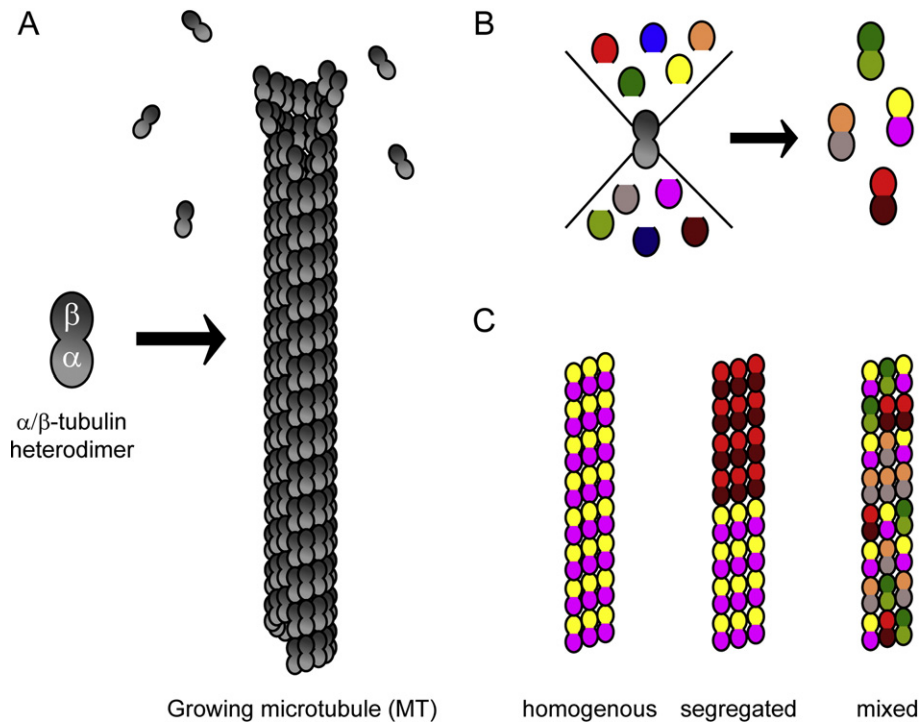 A
β
α
α/β-tubulin
heterodimer
Growing microtubule (MT)
B
C
homogenous
segregated
mixed